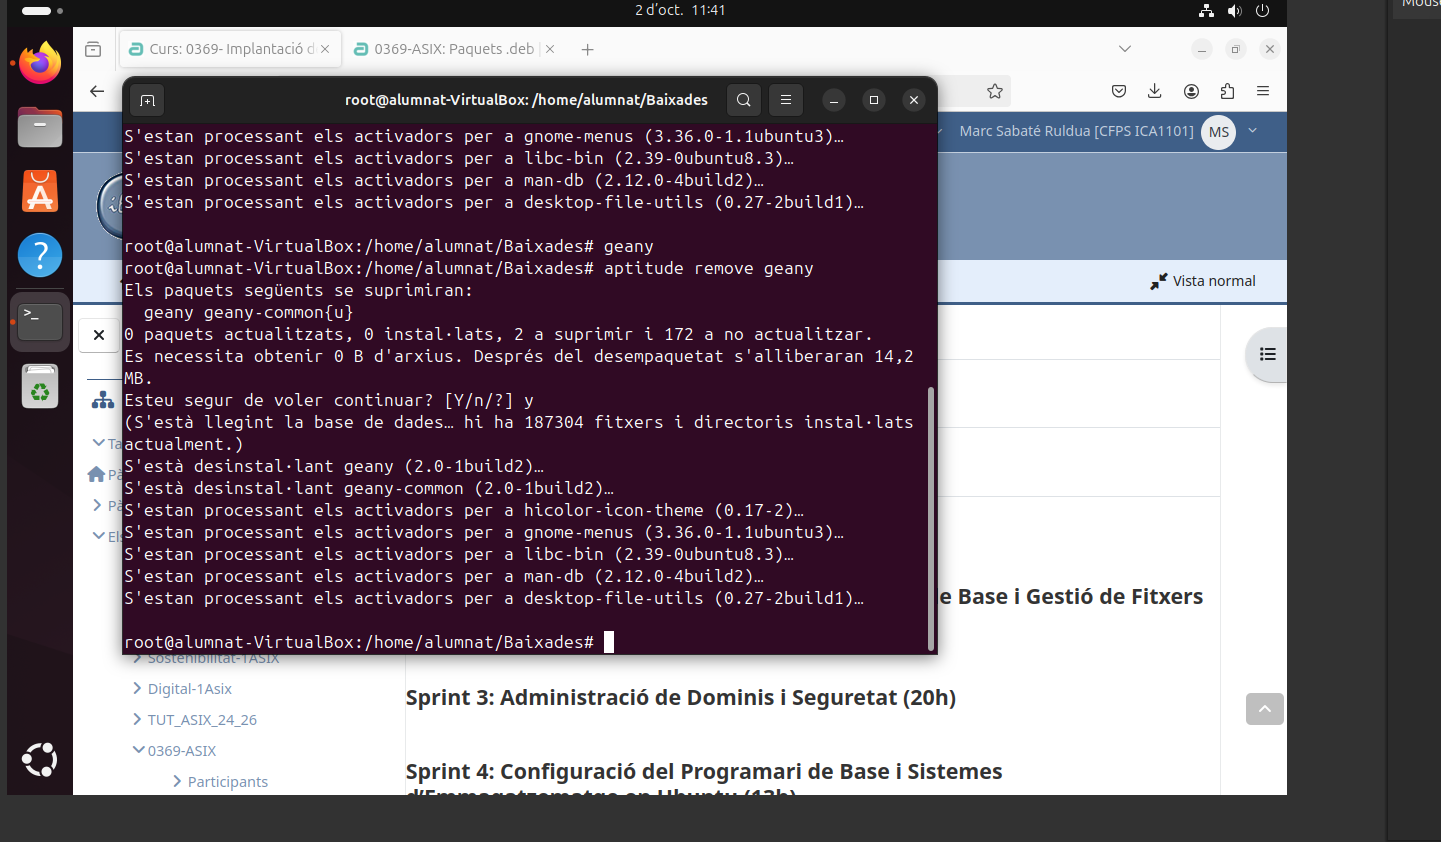 Mouse
2 d'oct. 11:41
Curs: 0369- Implantació d
0369-ASIX: Paquets .deb |
root@alumnat-VirtualBox: /home/alumnat/Baixades
Marc Sabaté Ruldua [CFPS ICA1101] MS
Vista normal
S'estan processant els activadors per a gnome-menus (3.36.0-1.1ubuntu3)…
S'estan processant els activadors per a libc-bin (2.39-0ubuntu8.3)…
S'estan processant els activadors per a man-db (2.12.0-4build2)…
S'estan processant els activadors per a desktop-file-utils (0.27-2build1)…
root@alumnat-VirtualBox:/home/alumnat/Baixades# geany
root@alumnat-VirtualBox:/home/alumnat/Baixades# aptitude remove geany
Els paquets següents se suprimiran:
geany geany-common{u}
0 paquets actualitzats, 0 instal·lats, 2 a suprimir i 172 a no actualitzar.
Es necessita obtenir 0 B d'arxius. Després del desempaquetat s'alliberaran 14,2
MB.
Esteu segur de voler continuar? [Y/n/?] y
(S'està llegint la base de dades… hi ha 187304 fitxers i directoris instal·lats
actualment.)
S'està desinstal·lant geany (2.0-1build2)…
S'està desinstal·lant geany-common (2.0-1build2)…
S'estan processant els activadors per a hicolor-icon-theme (0.17-2)…
S'estan processant els activadors per a gnome-menus (3.36.0-1.1ubuntu3)…
S'estan processant els activadors per a libc-bin (2.39-0ubuntu8.3)…
S'estan processant els activadors per a man-db (2.12.0-4build2)…
S'estan processant els activadors per a desktop-file-utils (0.27-2build1)…
root@alumnat-VirtualBox:/home/alumnat/Baixades#
Ta
Pà
Pà
Els
Sostenibilitat-1ASIX
Digital-1Asix
TUT_ASIX_24_26
0369-ASIX
Participants
e Base i Gestió de Fitxers
Sprint 3: Administració de Dominis i Seguretat (20h)
Sprint 4: Configuració del Programari de Base i Sistemes
d'Emmagatzematge en Ubuntu (13h)